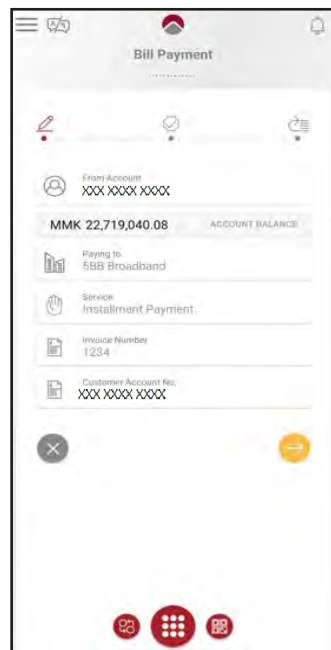 Bill Payment
From Account
XXX XXXX XXXX
MMK 22,719,040.08 ACCOUNT BALANCE
Paying to
5BB Broadband
Service
Installment Payment
Invoice Number
1234
Customer Account No.
XXX XXXX XXXX